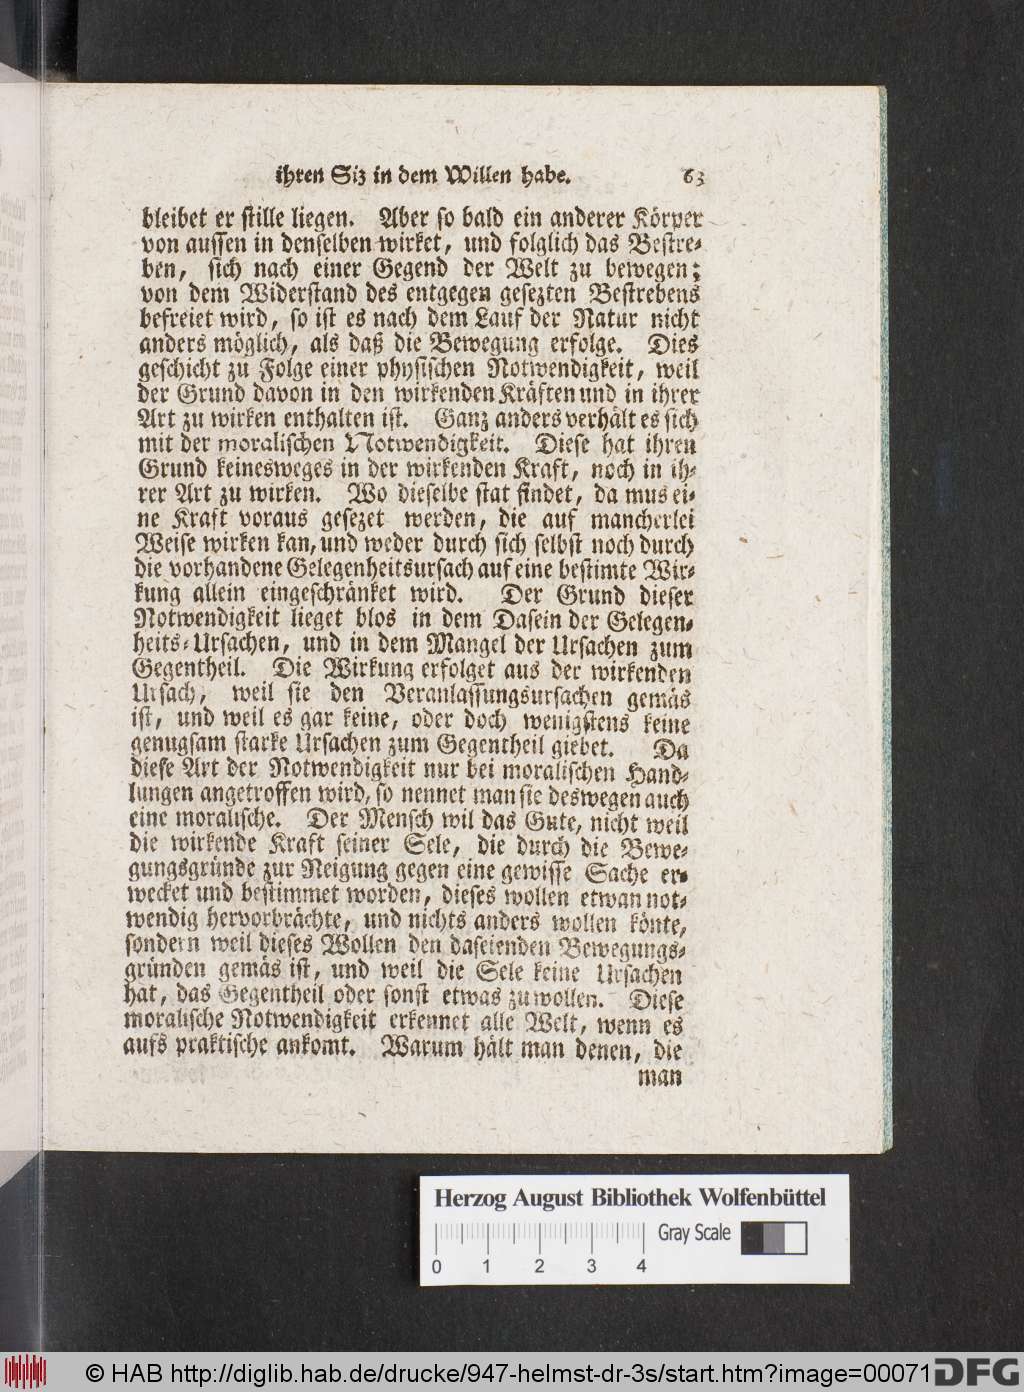 ihren Siz in dem Willen habe. 63
bleibet er stille liegen. Aber so bald ein anderer Körper
von aussen in denselben wirket, und folglich das Bestre-
ben, sich nach einer Gegend der Welt zu bewegen;
von dem Widerstand des entgegen gesezten Bestrebens
befreiet wird, so ist es nach dem Lauf der Natur nicht
anders möglich, als daß die Bewegung erfolge. Dies
geschicht zu Folge einer physischen Notwendigkeit, weil
der Grund davon in den wirkenden Kräften und in ihrer
Art zu wirken enthalten ist. Ganz anders verhält es sich
mit der moralischen Notwendigkeit. Diese hat ihren
Grund keinesweges in der wirkenden Kraft, noch in ih-
rer Art zu wirken. Wo dieselbe stat findet, da mus ei-
ne Kraft voraus gesezet werden, die auf mancherlei
Weise wirken kan, und weder durch sich selbst noch durch
die vorhandene Gelegenheitsursach auf eine bestimte Wir-
kung allein eingeschränket wird. Der Grund dieser
Notwendigkeit lieget blos in dem Dasein der Gelegen-
heits-Ursachen, und in dem Mangel der Ursachen zum
Gegentheil. Die Wirkung erfolget aus der wirkenden
Ursach, weil sie den Veranlassungsursachen gemäs
ist, und weil es gar keine, oder doch wenigstens keine
genugsam starke Ursachen zum Gegentheil giebet. Da
diese Art der Notwendigkeit nur bei moralischen Hand-
lungen angetroffen wird, so nennet man sie deswegen auch
eine moralische. Der Mensch wil das Gute, nicht weil
die wirkende Kraft seiner Sele, die durch die Bewe-
gungsgründe zur Neigung gegen eine gewisse Sache er-
wecket und bestimmet worden, dieses wollen etwan not-
wendig hervorbrächte, und nichts anders wollen könte,
sondern weil dieses Wollen den daseienden Bewegungs-
gründen gemäs ist, und weil die Sele keine Ursachen
hat, das Gegentheil oder sonst etwas zu wollen. Diese
moralische Notwendigkeit erkennet alle Welt, wenn es
aufs praktische ankomt. Warum hält man denen, die
man
Herzog August Bibliothek Wolfenbüttel
Gray Scale
0 1 2 3 4
© HAB http://diglib.hab.de/drucke/947-helmst-dr-3s/start.htm?image=00071
DFG